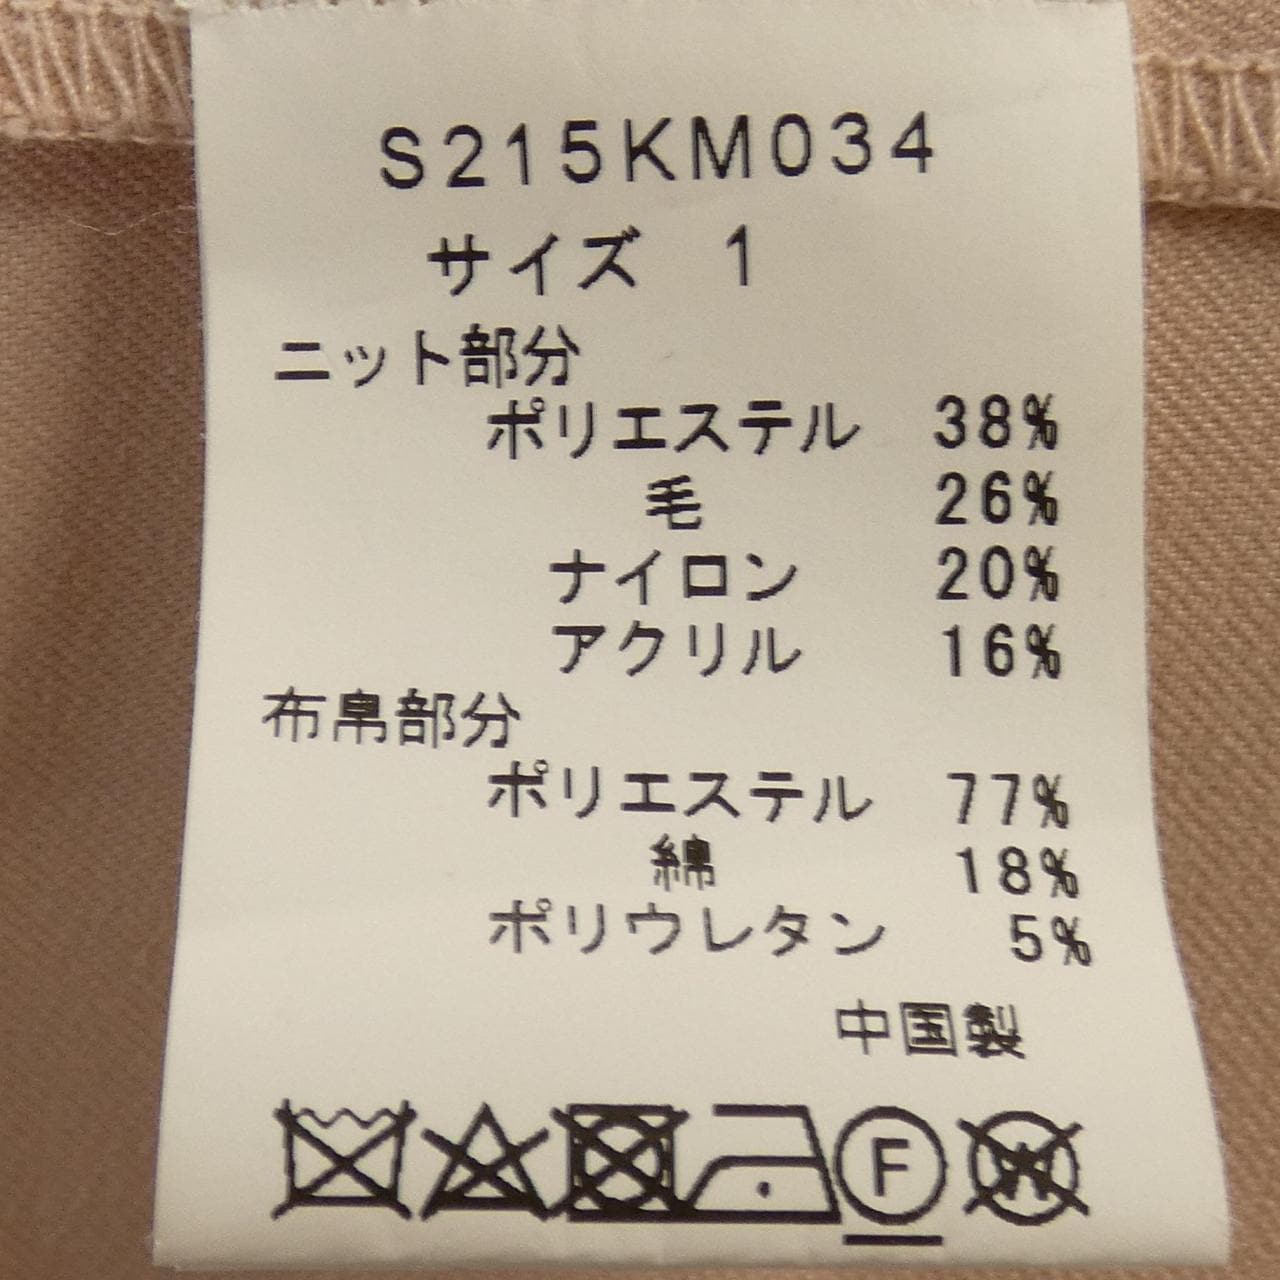 S215KM034
サイズ 1
ニット部分
ポリエステル 38%
毛 26%
ナイロン 20%
アクリル 16%
布帛部分
ポリエステル 77%
綿 18%
ポリウレタン 5%
中国製
F W